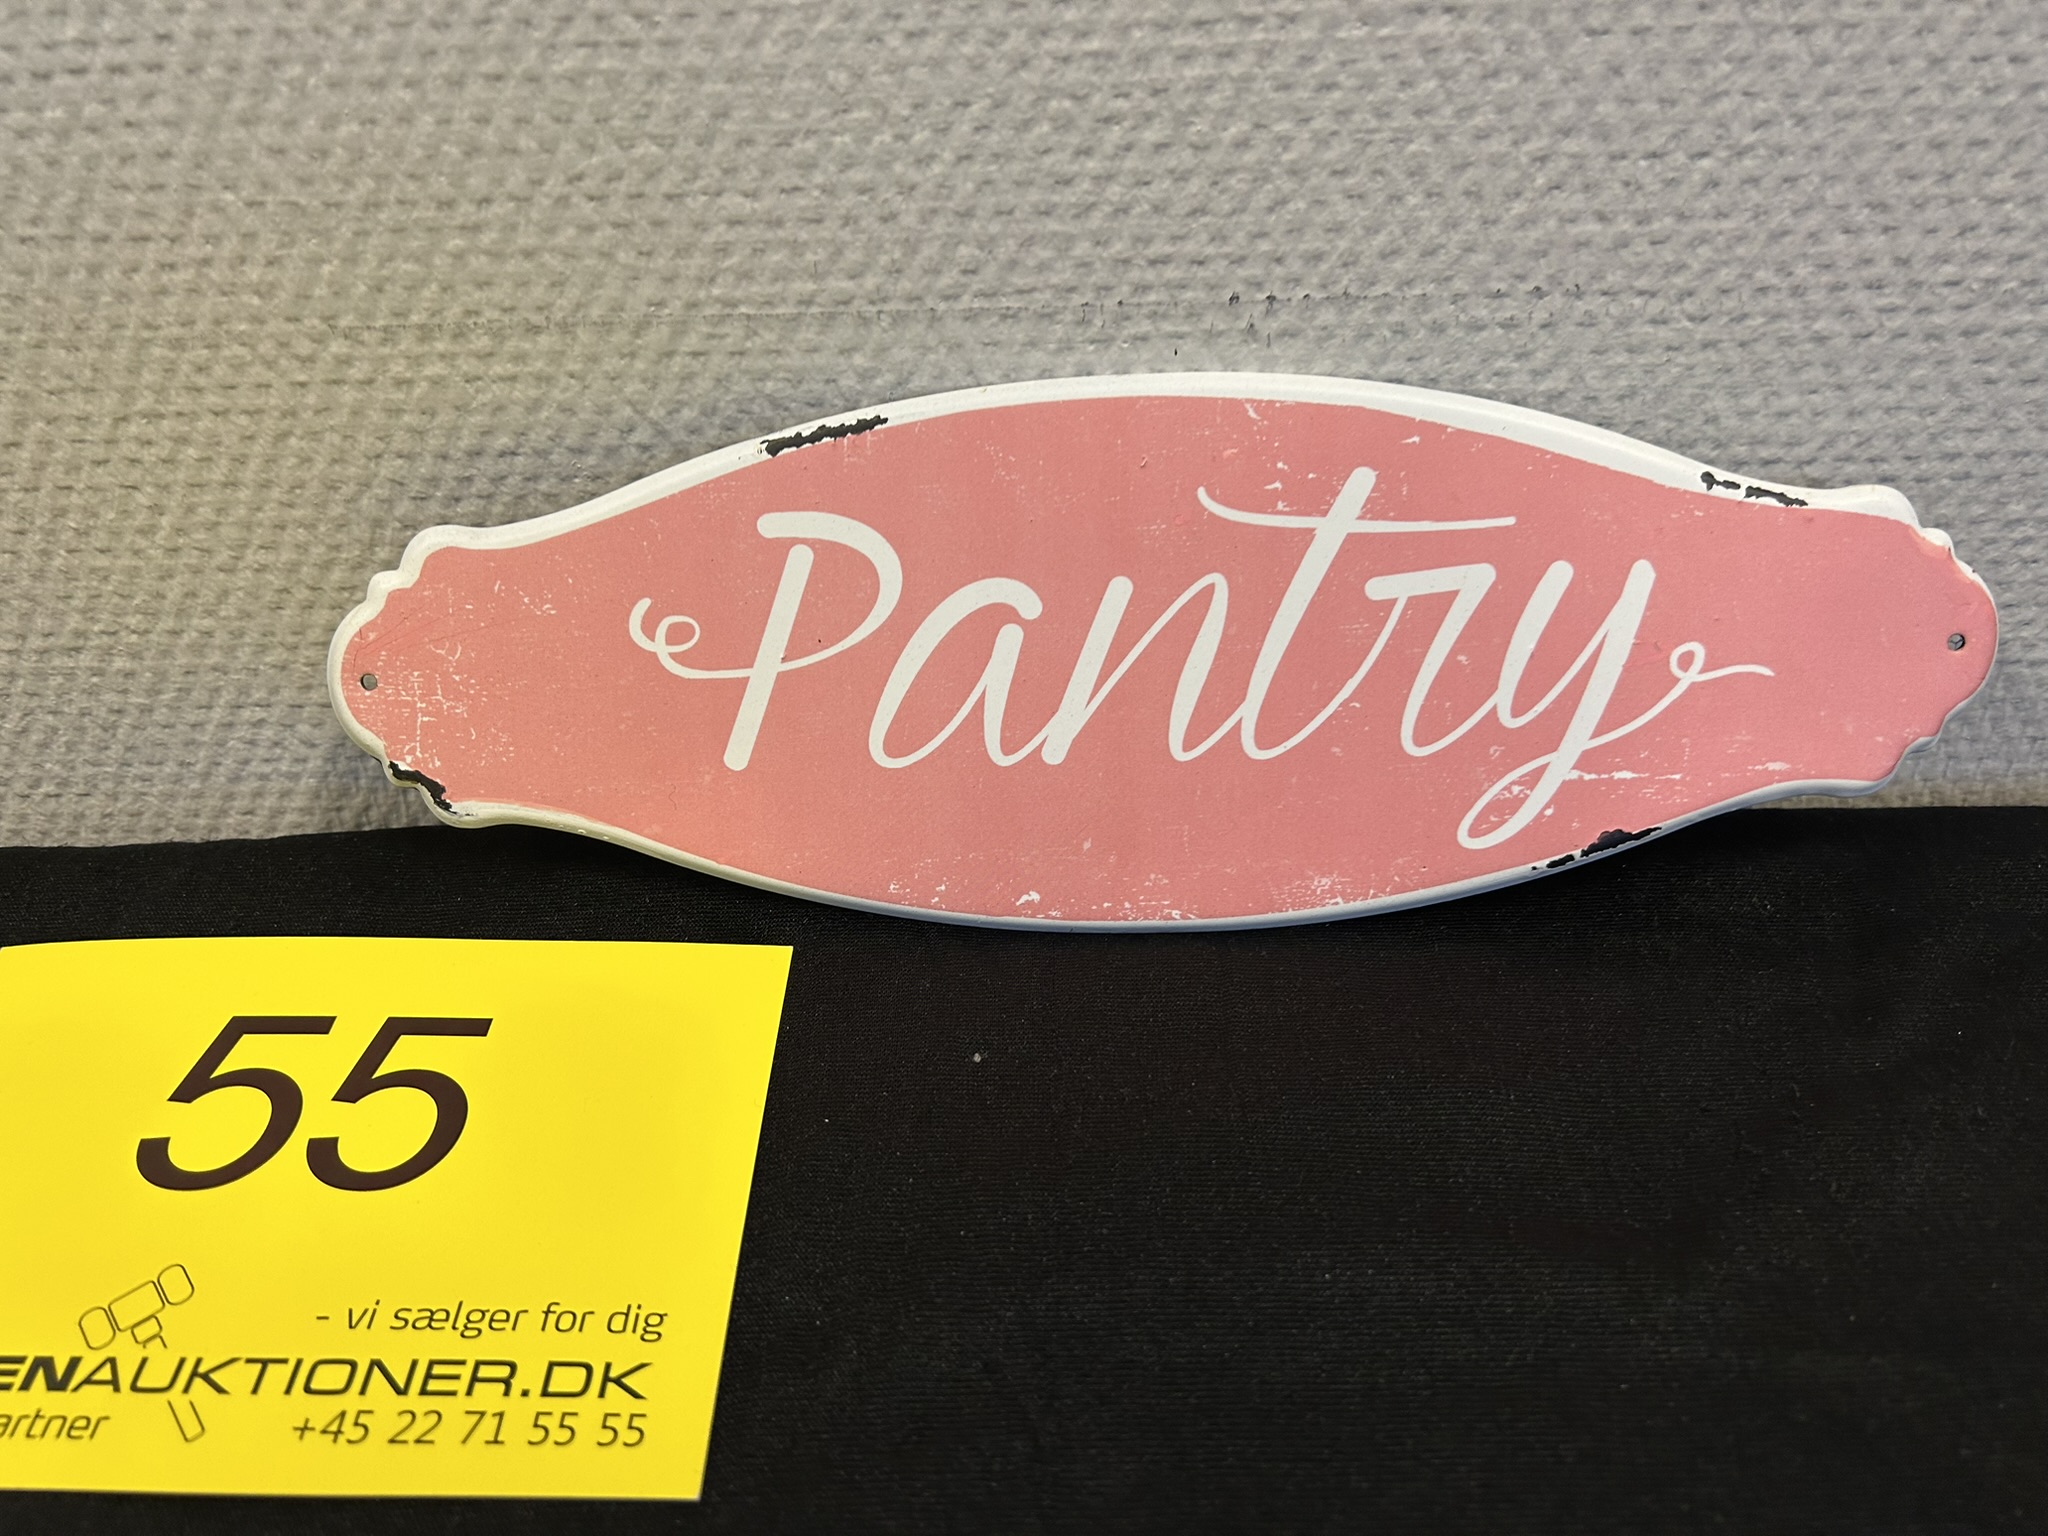 Pantry
55
- vi sælger for dig
ENAUKTIONER.DK
artner
+45 22 71 55 55